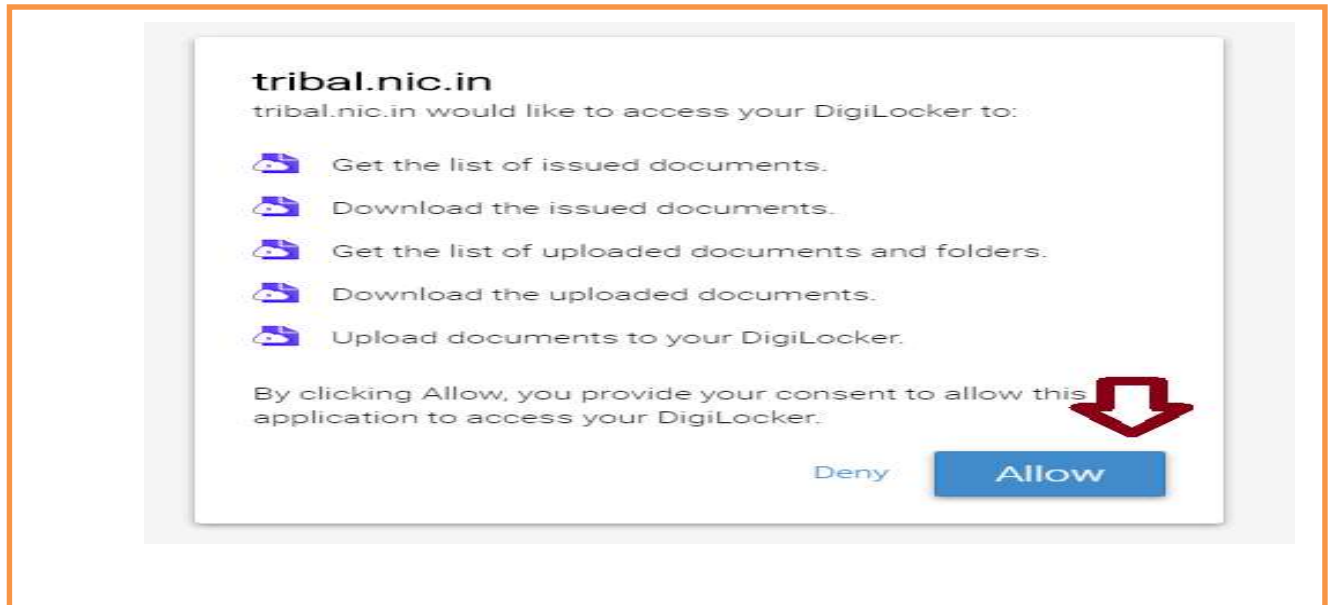 tribal.nic.in
tribal.nic.in would like to access your DigiLocker to:
Get the list of issued documents.
Download the issued documents.
Get the list of uploaded documents and folders.
Download the uploaded documents.
Upload documents to your DigiLocker.
By clicking Allow, you provide your consent to allow this
application to access your DigiLocker.
Deny
Allow